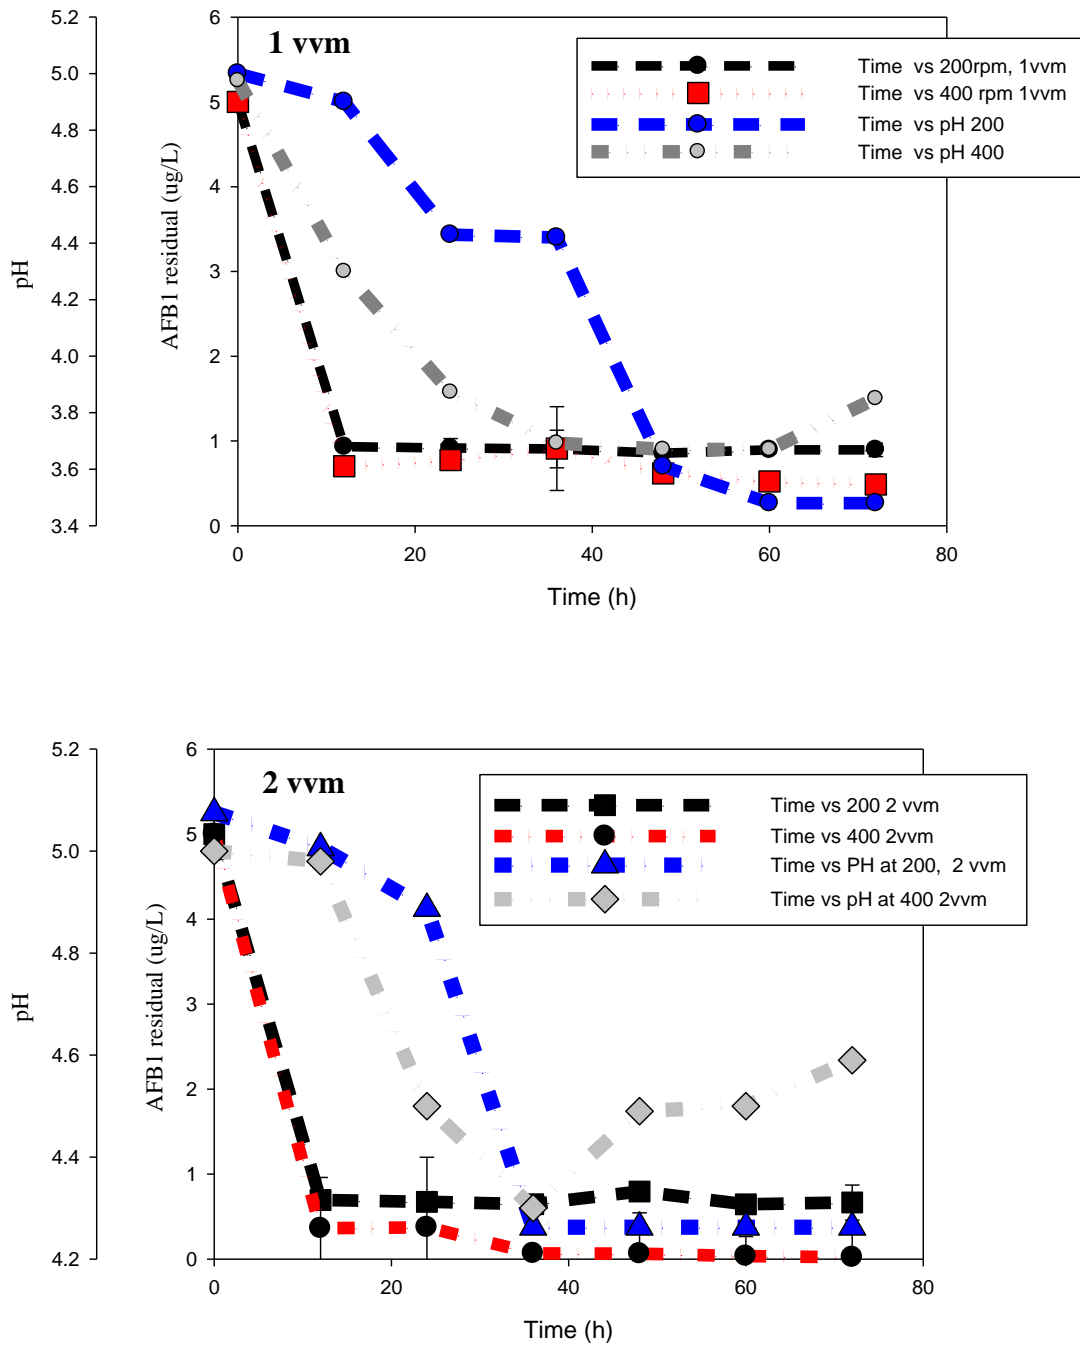 1 vvm
Time vs 200rpm, 1vvm
Time vs 400 rpm 1vvm
Time vs pH 200
Time vs pH 400
pH
5.2
5.0
4.8
4.6
4.4
4.2
4.0
3.8
3.6
3.4
AFB1 residual (ug/L)
6
5
4
3
2
1
0
0 20 40 60 80
Time (h)
2 vvm
Time vs 200 2 vvm
Time vs 400 2vvm
Time vs PH at 200, 2 vvm
Time vs pH at 400 2vvm
pH
5.2
5.0
4.8
4.6
4.4
4.2
AFB1 residual (ug/L)
6
5
4
3
2
1
0
0 20 40 60 80
Time (h)